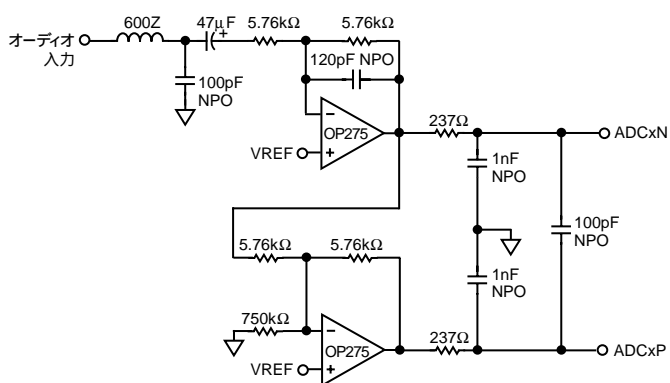 オーディオ
入力
600Z
47µF
+
5.76kΩ
5.76kΩ
100pF
NPO
120pF NPO
−
OP275
+
VREF
237Ω
ADCxN
1nF
NPO
100pF
NPO
1nF
NPO
5.76kΩ
5.76kΩ
750kΩ
−
OP275
+
VREF
237Ω
ADCxP